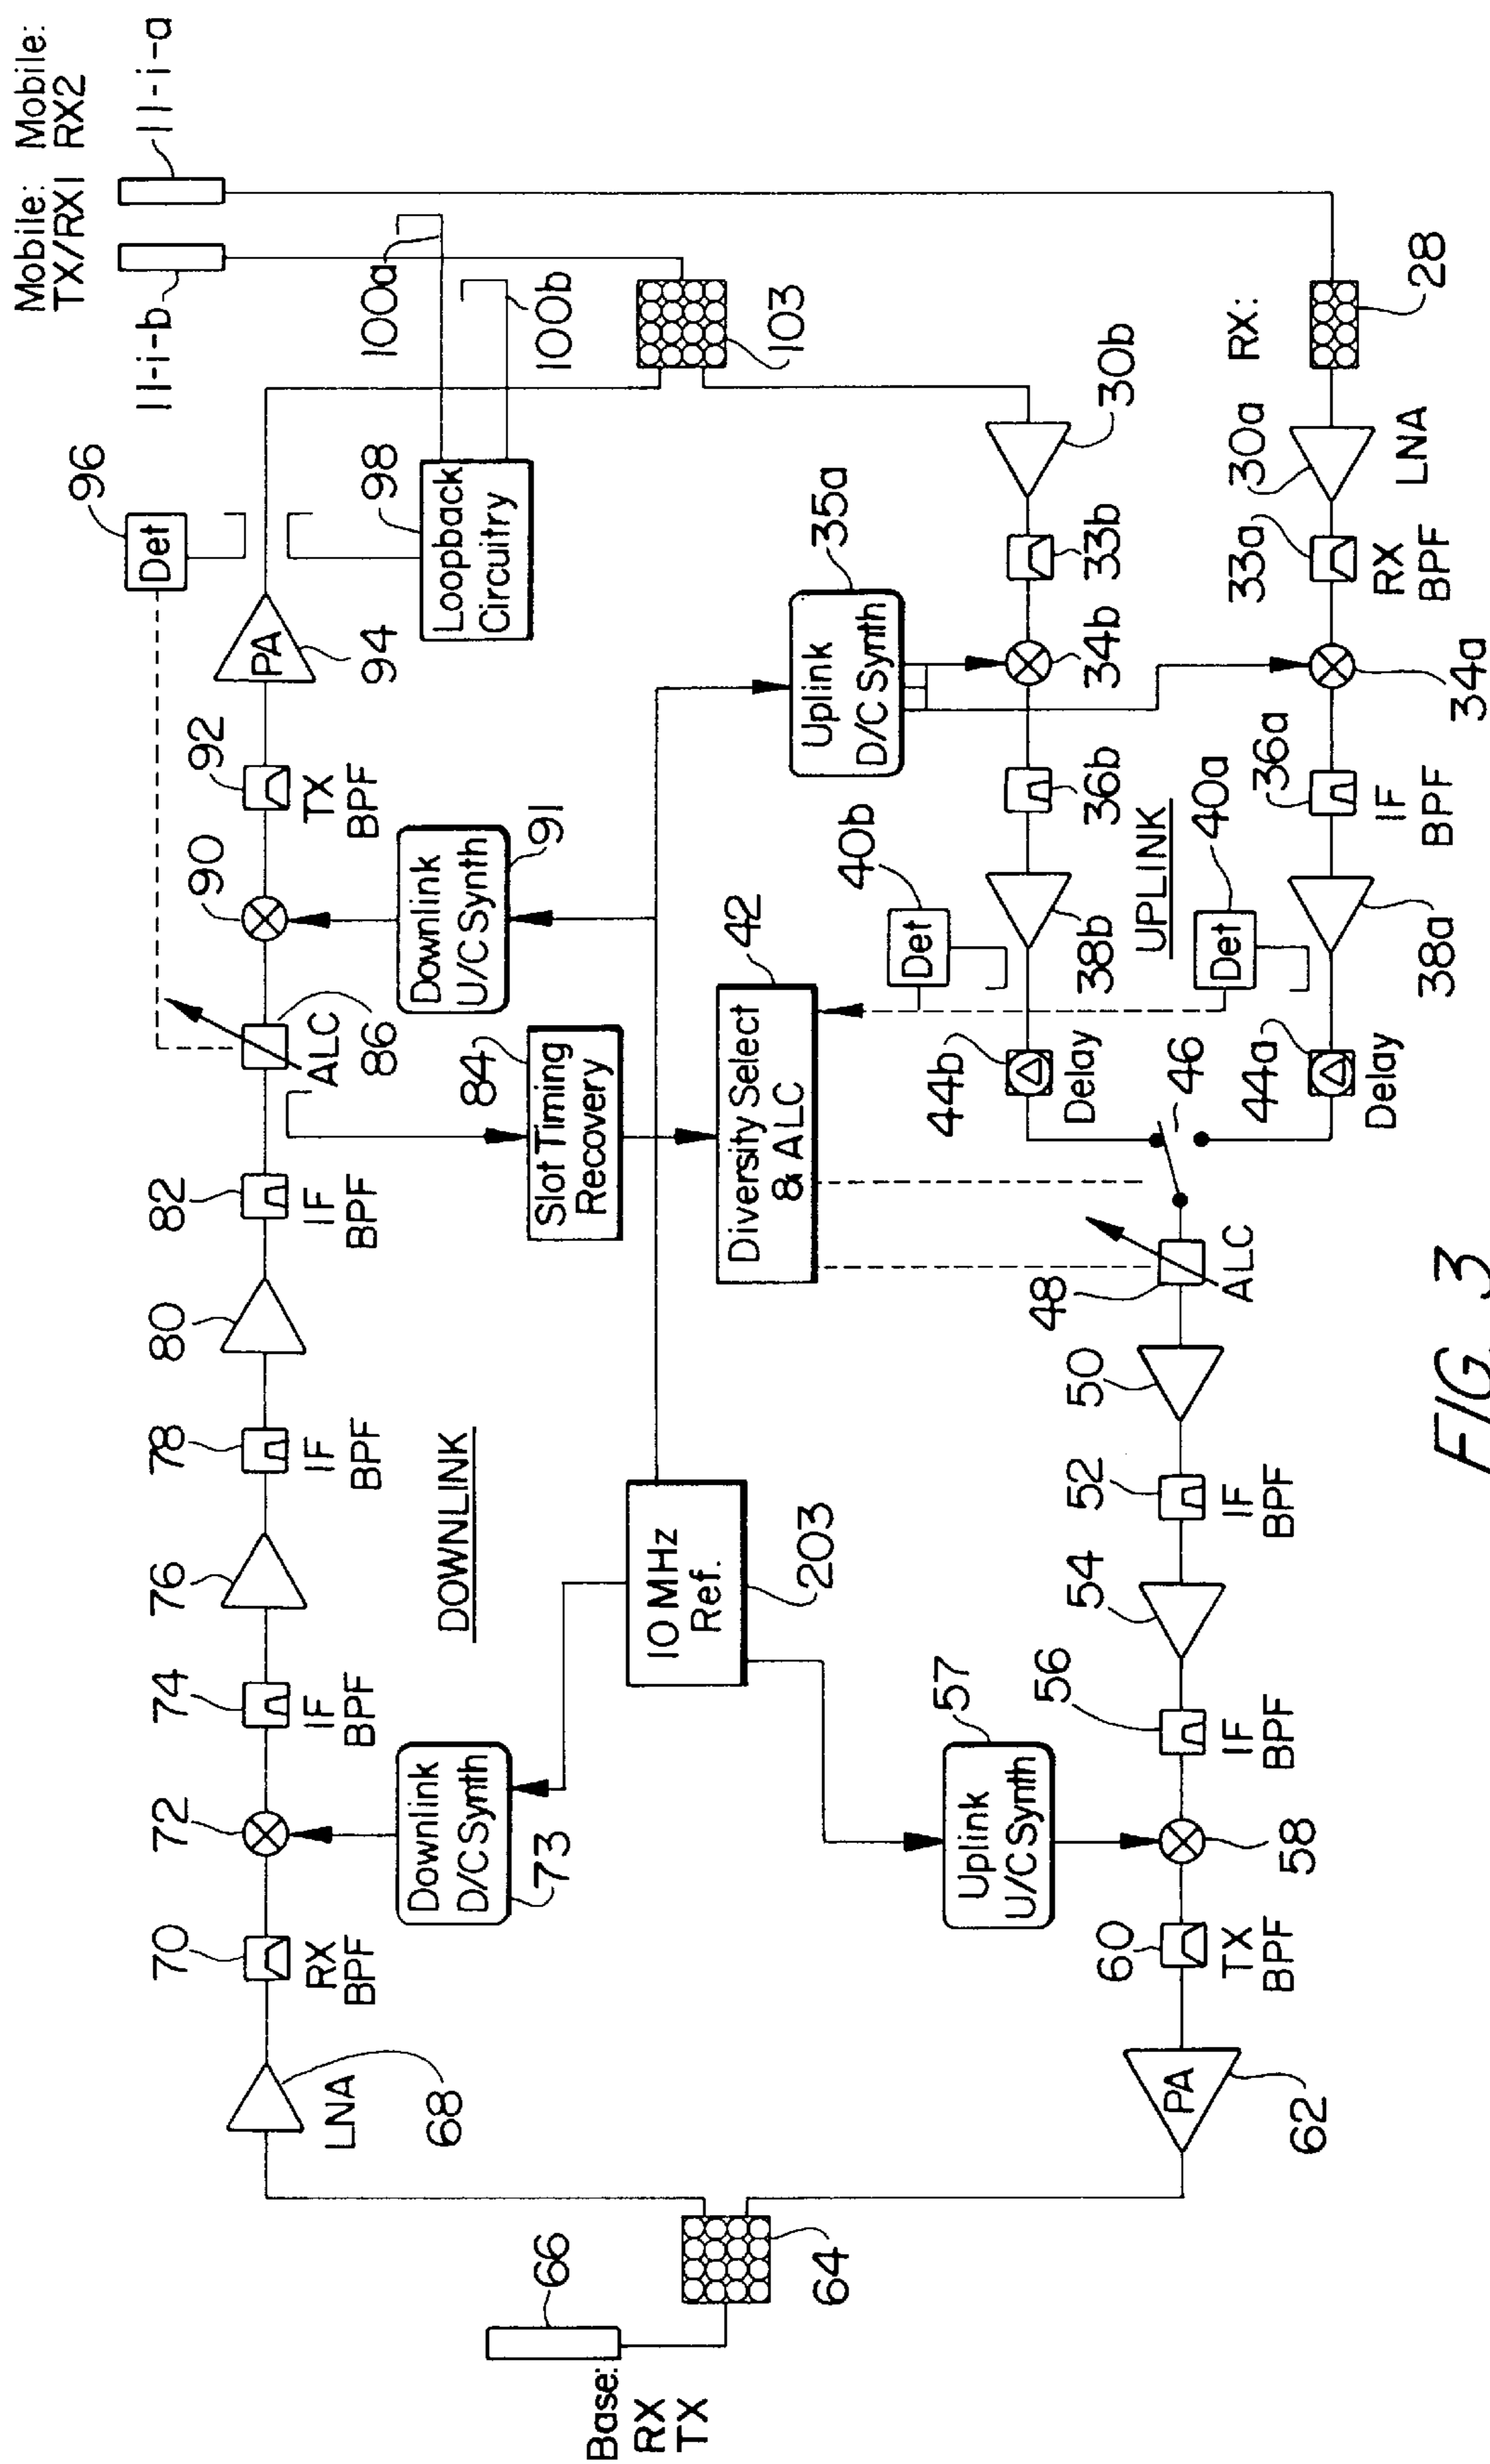 Mobile: Mobile:
TX/RX1 RX2
11-i-b
11-i-a
96
Det
94
PA
92
TX
BPF
90
86
ALC
82
IF
BPF
80
78
IF
BPF
76
74
IF
BPF
72
70
RX
BPF
68
LNA
100a
100b
98
Loopback
Circuitry
103
91
Downlink
U/C Synth
84
Slot Timing
Recovery
DOWNLINK
73
Downlink
D/C Synth
10 MHz
Ref.
203
42
Diversity Select
& ALC
35a
Uplink
D/C Synth
66
Base:
RX
TX
64
30b
33b
34b
36b
40b
Det
38b
UPLINK
44b
Delay
RX:
28
30a
LNA
33a
RX
BPF
34a
36a
IF
BPF
40a
Det
38a
44a
Delay
46
48
ALC
50
52
IF
BPF
54
56
IF
BPF
57
Uplink
U/C Synth
58
60
TX
BPF
62
PA
FIG. 3